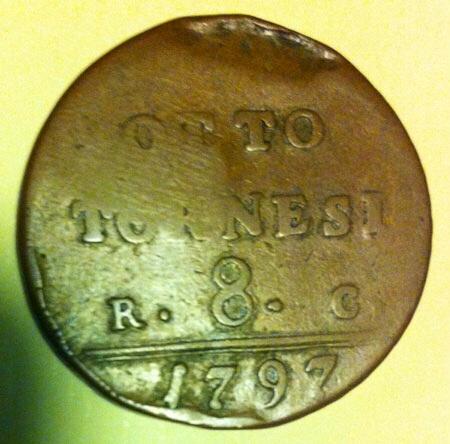 OTTO
TORNESI
R. 8. C
1797